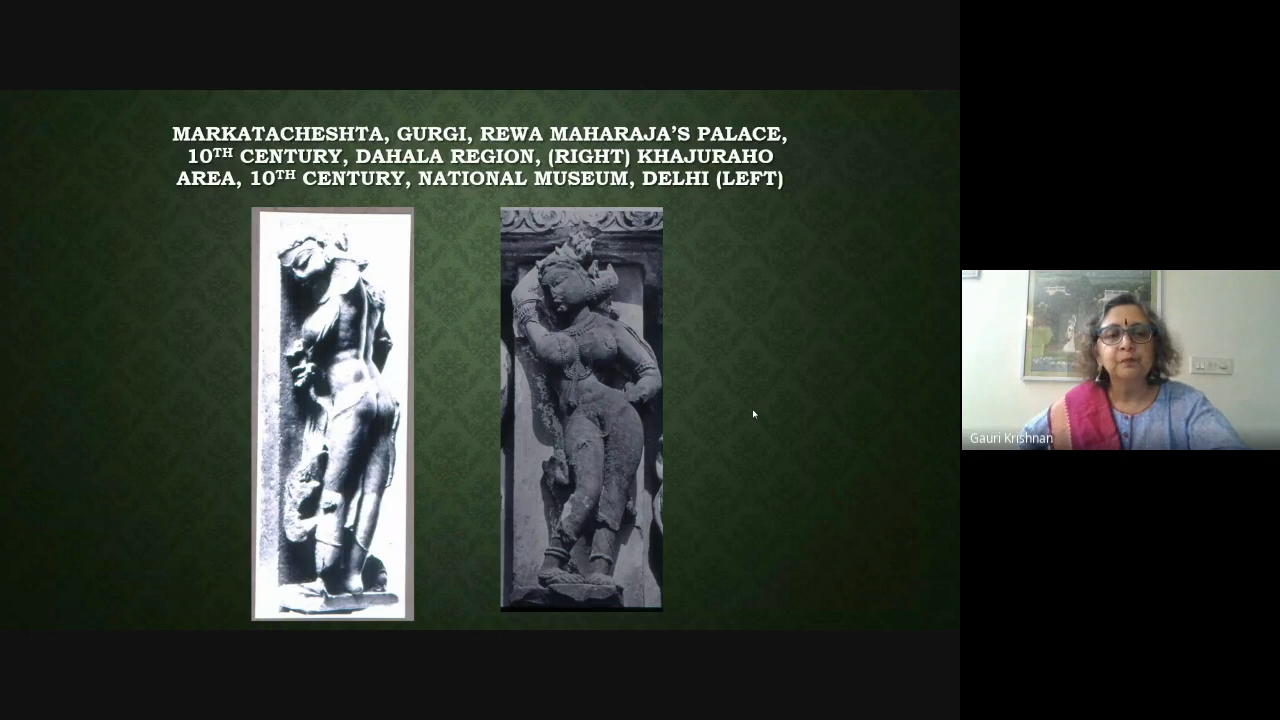 MARKATACHESHTA, GURGI, REWA MAHARAJA’S PALACE,
10TH CENTURY, DAHALA REGION, (RIGHT) KHAJURAHO
AREA, 10TH CENTURY, NATIONAL MUSEUM, DELHI (LEFT)
Gauri Krishnan